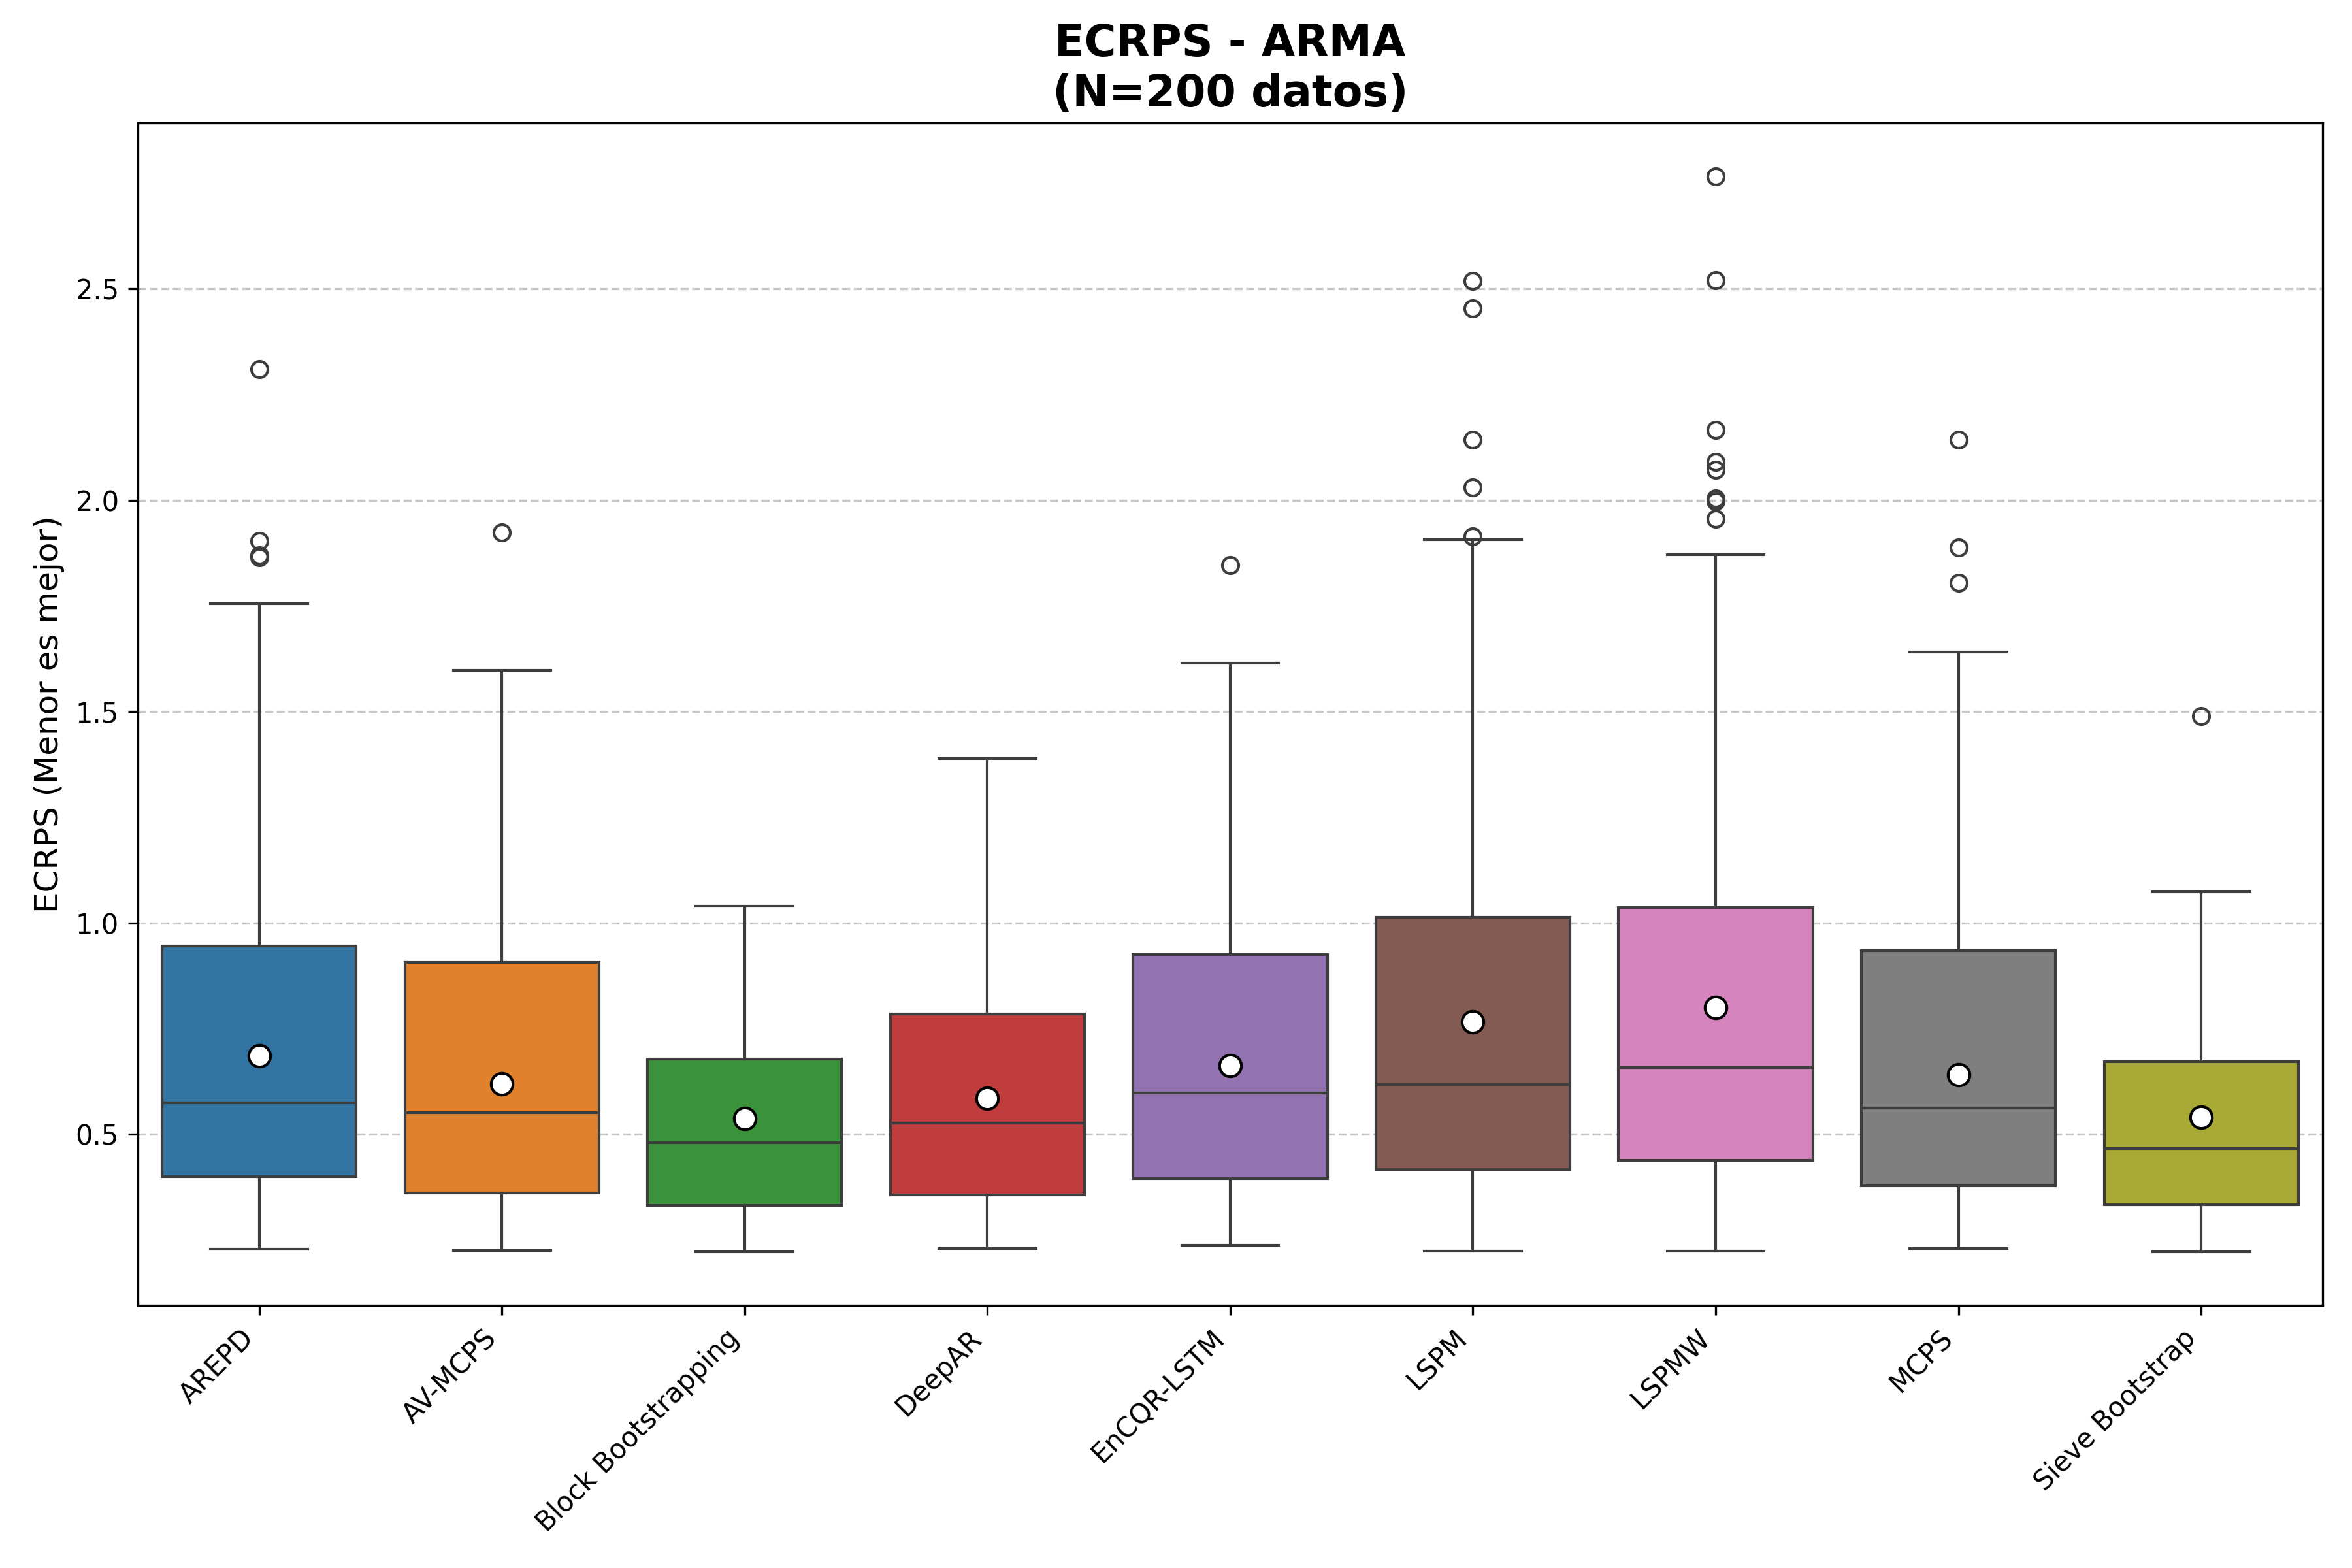 ECRPS - ARMA
(N=200 datos)
ECRPS (Menor es mejor)
2.5
2.0
1.5
1.0
0.5
AREPD
AV-MCPS
Block Bootstrapping
DeepAR
EnCQR-LSTM
LSPM
LSPMW
MCPS
Sieve Bootstrap